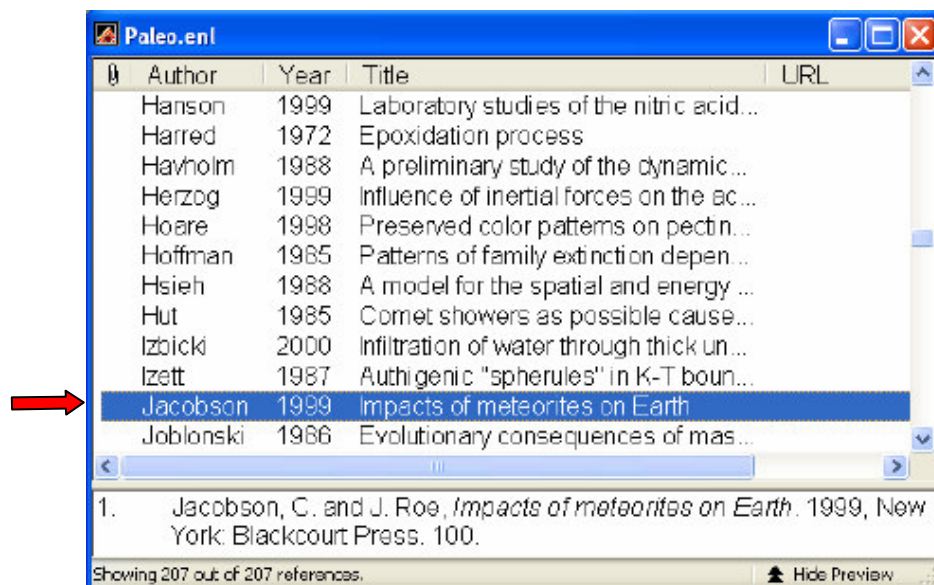 Paleo.enl
Author Year Title URL
Hanson 1999 Laboratory studies of the nitric acid...
Harred 1972 Epoxidation process
Havholm 1988 A preliminary study of the dynamic...
Herzog 1999 Influence of inertial forces on the ac...
Hoare 1998 Preserved color patterns on pectin...
Hoffman 1985 Patterns of family extinction depen...
Hsieh 1988 A model for the spatial and energy ...
Hut 1985 Comet showers as possible cause...
Izbicki 2000 Infiltration of water through thick un...
Izett 1987 Authigenic "spherules" in K-T boun...
Jacobson 1999 Impacts of meteorites on Earth
Joblonski 1986 Evolutionary consequences of mas...
1. Jacobson, C. and J. Roe, Impacts of meteorites on Earth. 1999, New
York: Blackcourt Press. 100.
Showing 207 out of 207 references. Hide Preview